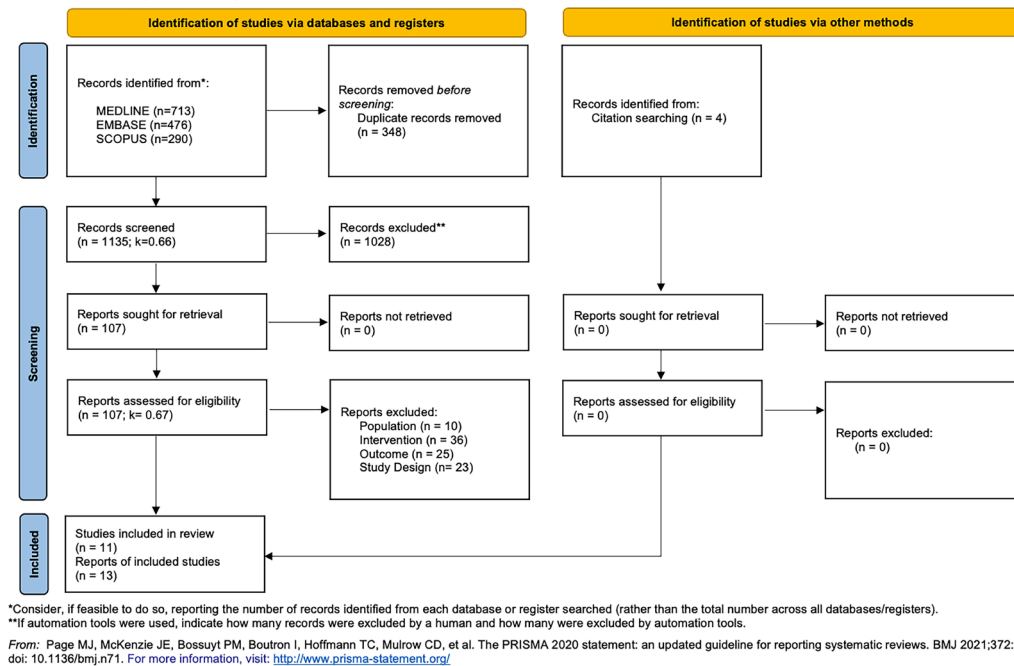 Identification of studies via databases and registers
Identification of studies via other methods
Identification
Records identified from*:
MEDLINE (n=713)
EMBASE (n=476)
SCOPUS (n=290)
Records removed before
screening:
Duplicate records removed
(n = 348)
Records identified from:
Citation searching (n = 4)
Screening
Records screened
(n = 1135; k=0.66)
Records excluded**
(n = 1028)
Reports sought for retrieval
(n = 107)
Reports not retrieved
(n = 0)
Reports sought for retrieval
(n = 0)
Reports not retrieved
(n = 0)
Reports assessed for eligibility
(n = 107; k= 0.67)
Reports excluded:
Population (n = 10)
Intervention (n = 36)
Outcome (n = 25)
Study Design (n= 23)
Reports assessed for eligibility
(n = 0)
Reports excluded:
(n = 0)
Included
Studies included in review
(n = 11)
Reports of included studies
(n = 13)
*Consider, if feasible to do so, reporting the number of records identified from each database or register searched (rather than the total number across all databases/registers).
**If automation tools were used, indicate how many records were excluded by a human and how many were excluded by automation tools.
From: Page MJ, McKenzie JE, Bossuyt PM, Boutron I, Hoffmann TC, Mulrow CD, et al. The PRISMA 2020 statement: an updated guideline for reporting systematic reviews. BMJ 2021;372:
doi: 10.1136/bmj.n71. For more information, visit: http://www.prisma-statement.org/